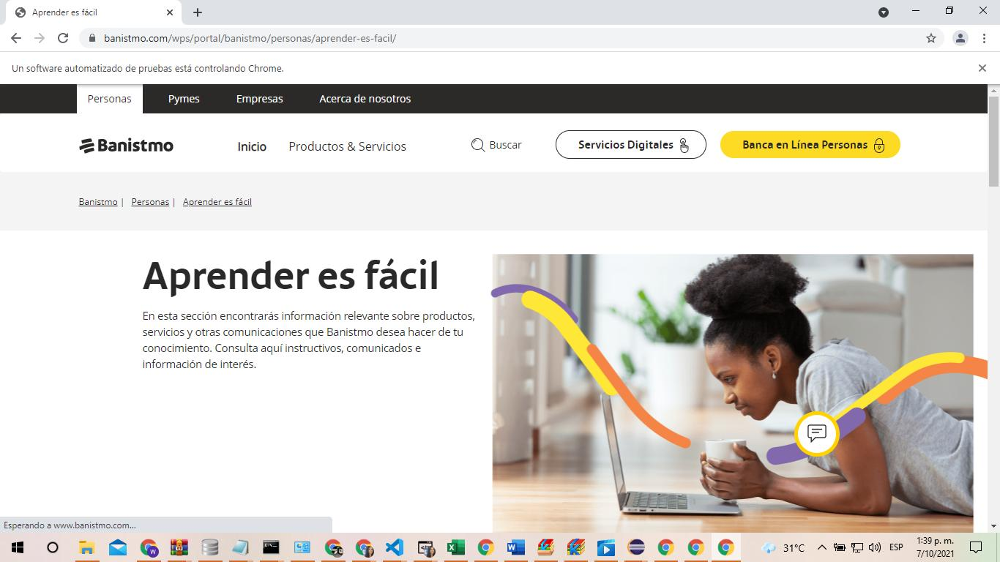 Aprender es fácil
banistmo.com/wps/portal/banistmo/personas/aprender-es-facil/
Un software automatizado de pruebas está controlando Chrome.
Personas
Pymes
Empresas
Acerca de nosotros
Banistmo
Inicio
Productos & Servicios
Buscar
Servicios Digitales
Banca en Línea Personas
Banistmo | Personas | Aprender es fácil
Aprender es fácil
En esta sección encontrarás información relevante sobre productos,
servicios y otras comunicaciones que Banistmo desea hacer de tu
conocimiento. Consulta aquí instructivos, comunicados e
información de interés.
Esperando a www.banistmo.com...
31°C
ESP
1:39 p. m.
7/10/2021